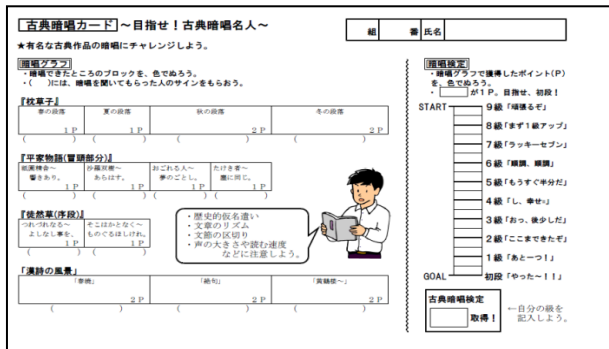 古典暗唱カード ～目指せ！古典暗唱名人～
組 番 氏名
★有名な古典作品の暗唱にチャレンジしよう。
暗唱グラフ
・暗唱できたところのブロックを、色でぬろう。
・( )には、暗唱を聞いてもらった人のサインをもらおう。
『枕草子』
春の段落 夏の段落 秋の段落 冬の段落
1P 1P 2P 2P
( ) ( ) ( ) ( )
『平家物語(冒頭部分)』
祇園精舎～ 沙羅双樹～ おごれる人～ たけき者～
響きあり。 あらはす。 夢のごとし。 塵に同じ。
1P 1P 1P 1P
( ) ( ) ( ) ( )
『徒然草(序段)』
つれづれなる～ そこはかとなく～
よしなし事を、 ものぐるほしけれ。
1P 1P
( ) ( )
・歴史的仮名遣い
・文章のリズム
・文節の区切り
・声の大きさや読む速度
などに注意しよう。
「漢詩の風景」
「春暁」 「絶句」 「黄鶴楼～」
2P 2P 2P
( ) ( ) ( )
暗唱検定
・暗唱グラフで獲得したポイント(P)
を、色でぬろう。
・ が1P。目指せ、初段！
START 9級「頑張るぞ」
8級「まず1級アップ」
7級「ラッキーセブン」
6級「順調、順調」
5級「もうすぐ半分だ」
4級「し、幸せ。」
3級「おっ、後少しだ」
2級「ここまできたぞ」
1級「あと一つ！」
GOAL 初段「やった～！！」
古典暗唱検定
取得！
←自分の級を
記入しよう。